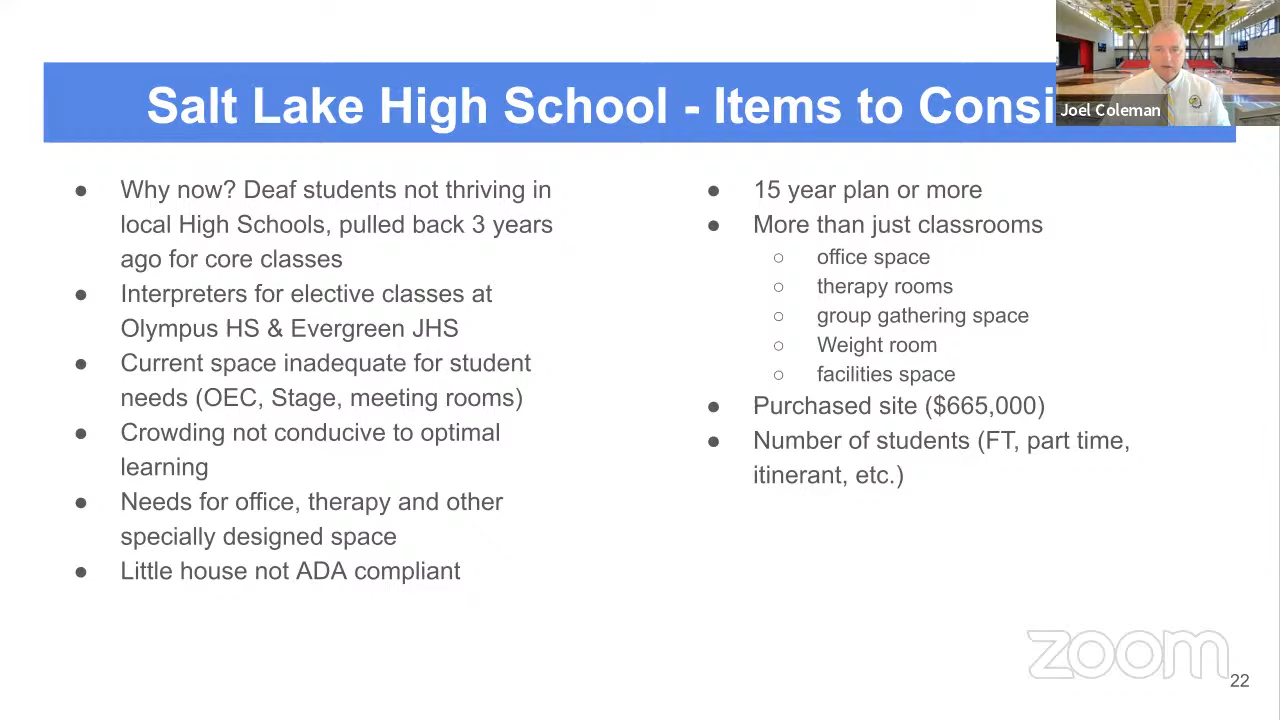 Salt Lake High School - Items to Consi
Joel Coleman
● Why now? Deaf students not thriving in
local High Schools, pulled back 3 years
ago for core classes
● Interpreters for elective classes at
Olympus HS & Evergreen JHS
● Current space inadequate for student
needs (OEC, Stage, meeting rooms)
● Crowding not conducive to optimal
learning
● Needs for office, therapy and other
specially designed space
● Little house not ADA compliant
● 15 year plan or more
● More than just classrooms
○ office space
○ therapy rooms
○ group gathering space
○ Weight room
○ facilities space
● Purchased site ($665,000)
● Number of students (FT, part time,
itinerant, etc.)
zoom
22